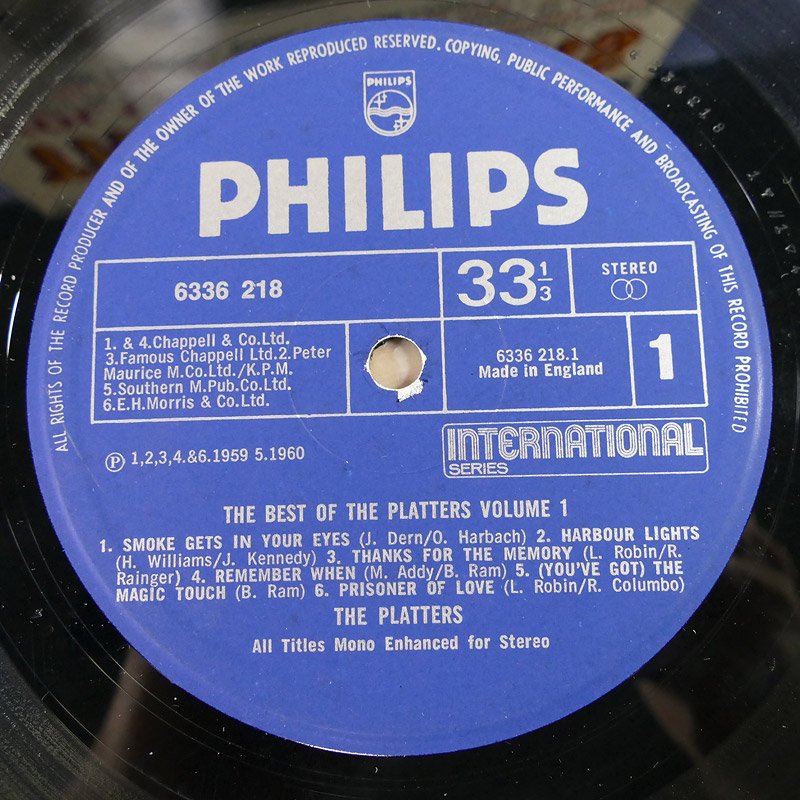 ALL RIGHTS OF THE RECORD PRODUCER AND OF THE OWNER OF THE WORK REPRODUCED RESERVED. COPYING, PUBLIC PERFORMANCE AND BROADCASTING OF THIS RECORD PROHIBITED
PHILIPS
PHILIPS
6336 218
33 1/3
STEREO
1. & 4.Chappell & Co.Ltd.
3.Famous Chappell Ltd.2.Peter
Maurice M.Co.Ltd./K.P.M.
5.Southern M.Pub.Co.Ltd.
6.E.H.Morris & Co.Ltd.
6336 218.1
Made in England
1
INTERNATIONAL
SERIES
Ⓟ 1,2,3,4.&6.1959 5.1960
THE BEST OF THE PLATTERS VOLUME 1
1. SMOKE GETS IN YOUR EYES (J. Dern/O. Harbach) 2. HARBOUR LIGHTS
(H. Williams/J. Kennedy) 3. THANKS FOR THE MEMORY (L. Robin/R.
Rainger) 4. REMEMBER WHEN (M. Addy/B. Ram) 5. (YOU'VE GOT) THE
MAGIC TOUCH (B. Ram) 6. PRISONER OF LOVE (L. Robin/R. Columbo)
THE PLATTERS
All Titles Mono Enhanced for Stereo